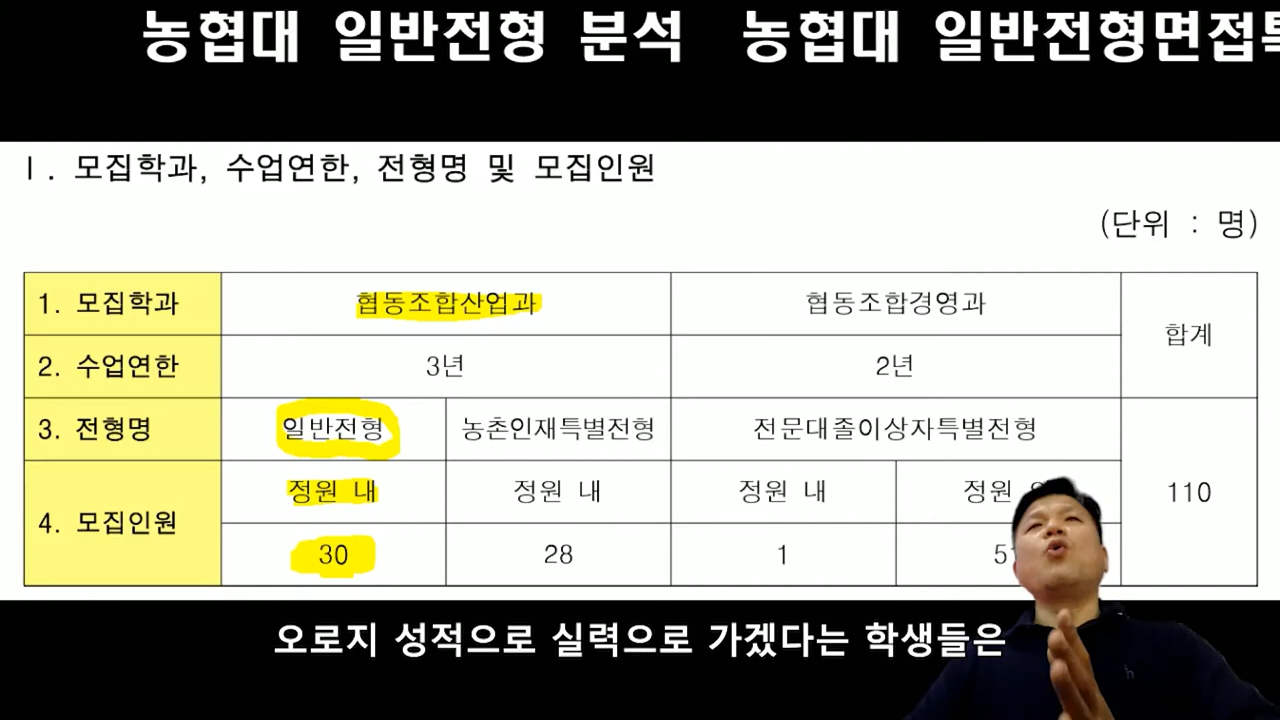 농협대 일반전형 분석 농협대 일반전형면접
Ⅰ. 모집학과, 수업연한, 전형명 및 모집인원
(단위 : 명)
1. 모집학과 협동조합산업과 협동조합경영과 합계
2. 수업연한 3년 2년
3. 전형명 일반전형 농촌인재특별전형 전문대졸이상자특별전형
4. 모집인원 정원 내 정원 내 정원 내 정원 110
30 28 1 5
오로지 성적으로 실력으로 가겠다는 학생들은